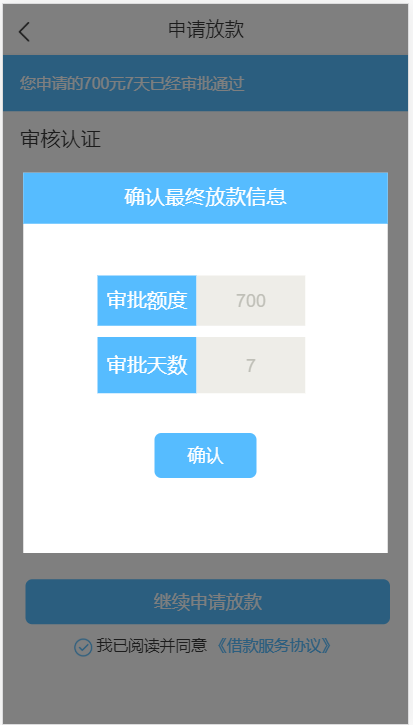 申请放款
您申请的700元7天已经审批通过
审核认证
确认最终放款信息
审批额度 700
审批天数 7
确认
继续申请放款
我已阅读并同意《借款服务协议》